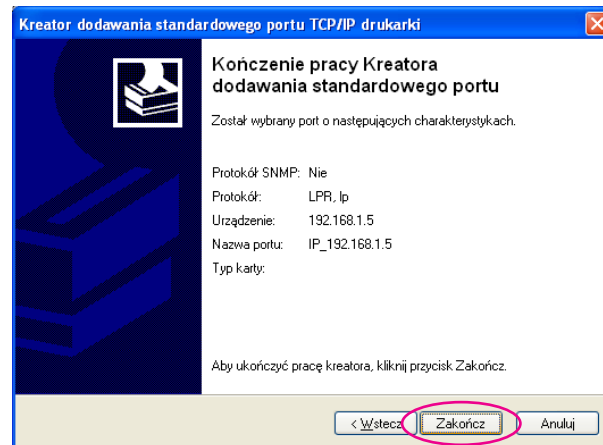 Kreator dodawania standardowego portu TCP/IP drukarki
Kończenie pracy Kreatora
dodawania standardowego portu
Został wybrany port o następujących charakterystykach.
Protokół SNMP: Nie
Protokół: LPR, lp
Urządzenie: 192.168.1.5
Nazwa portu: IP_192.168.1.5
Typ karty:
Aby ukończyć pracę kreatora, kliknij przycisk Zakończ.
< Wstecz Zakończ Anuluj